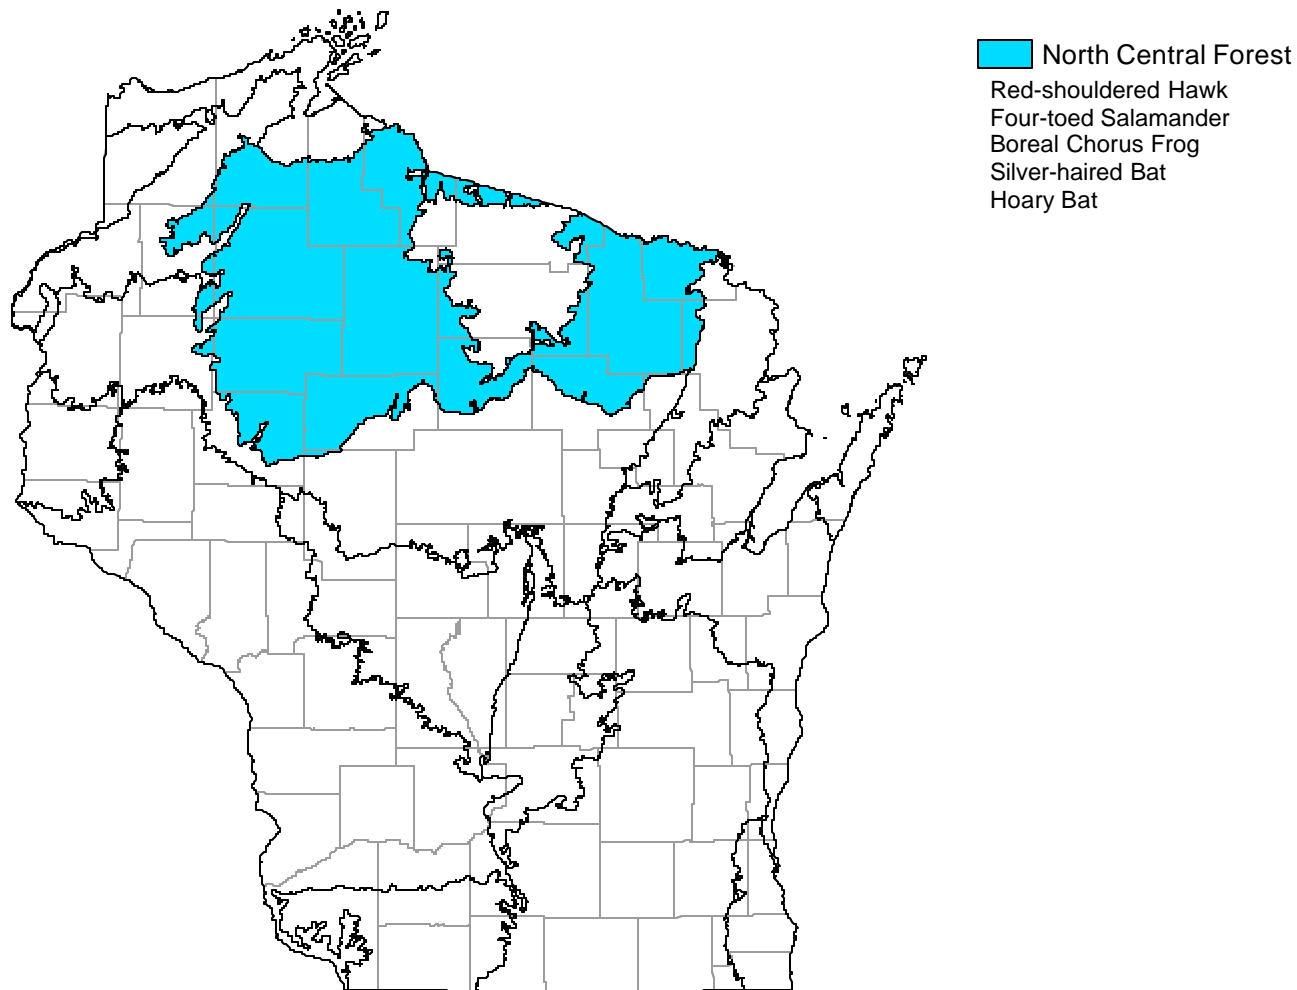 North Central Forest
Red-shouldered Hawk
Four-toed Salamander
Boreal Chorus Frog
Silver-haired Bat
Hoary Bat